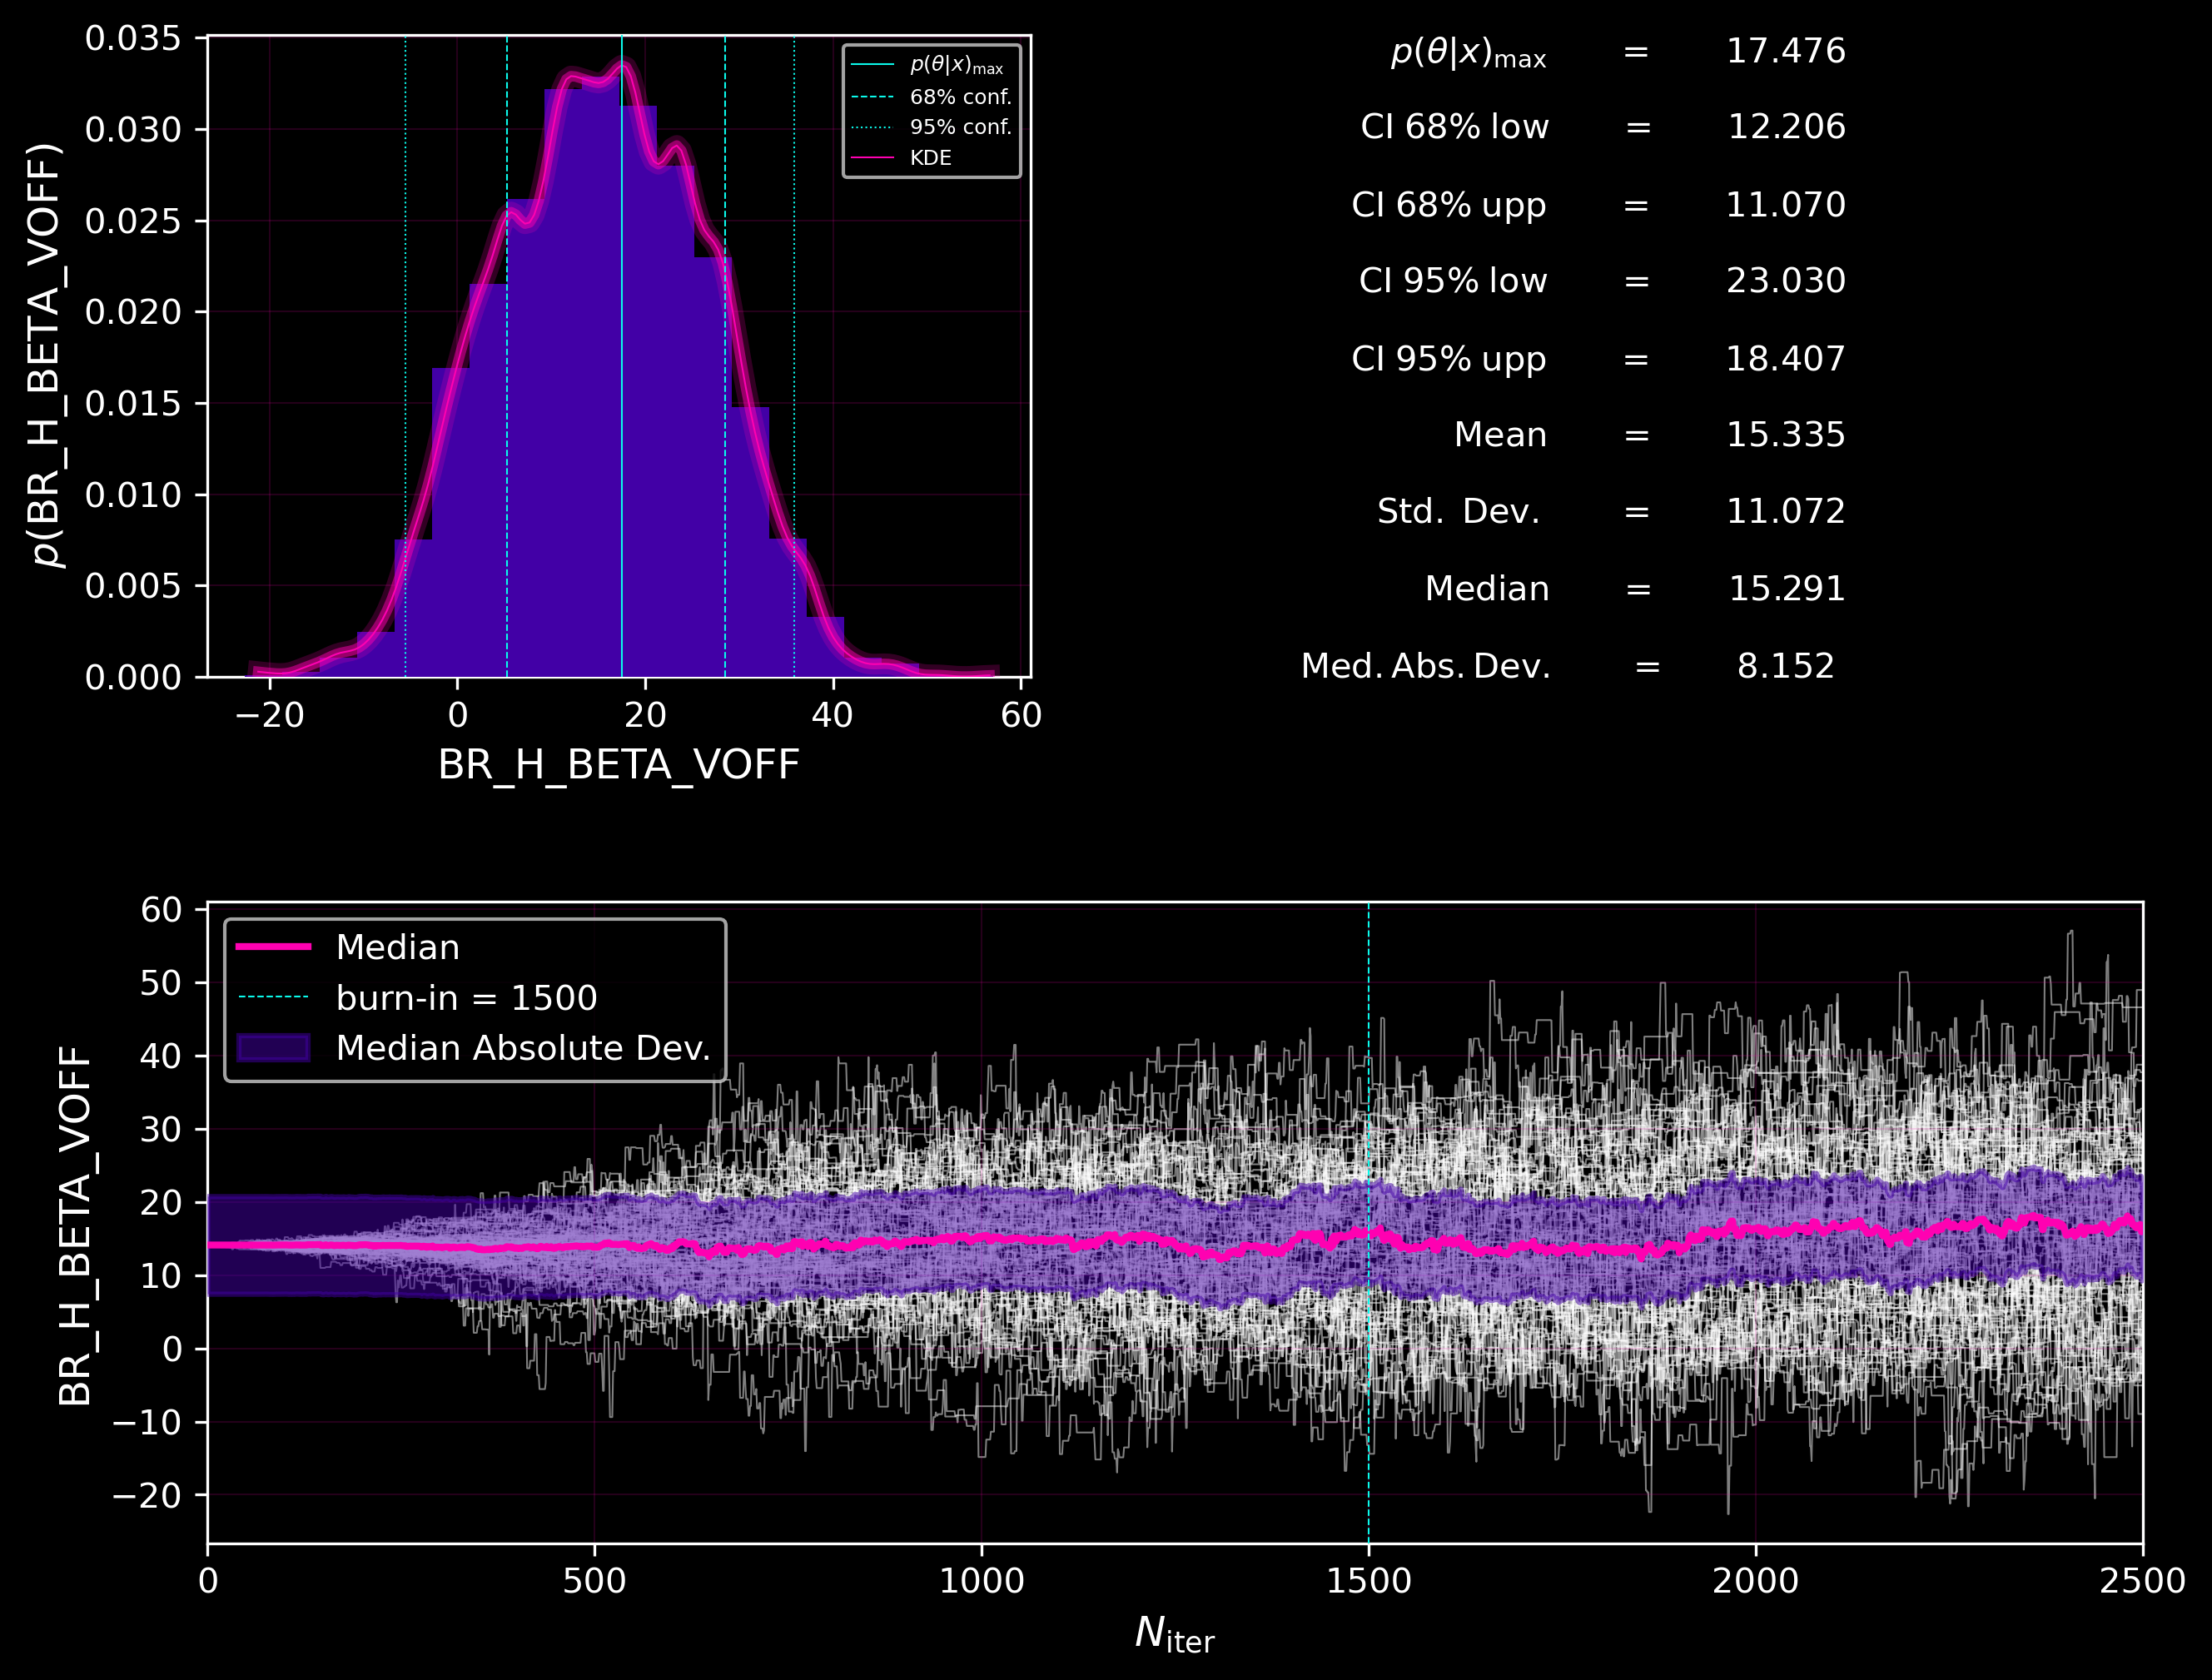 0.035
0.030
0.025
0.020
0.015
0.010
0.005
0.000
p(BR_H_BETA_VOFF)
−20 0 20 40 60
BR_H_BETA_VOFF
p(θ|x)max
68% conf.
95% conf.
KDE
p(θ|x)max = 17.476
CI 68% low = 12.206
CI 68% upp = 11.070
CI 95% low = 23.030
CI 95% upp = 18.407
Mean = 15.335
Std. Dev. = 11.072
Median = 15.291
Med. Abs. Dev. = 8.152
60
50
40
30
20
10
0
−10
−20
BR_H_BETA_VOFF
Median
burn-in = 1500
Median Absolute Dev.
0 500 1000 1500 2000 2500
Niter